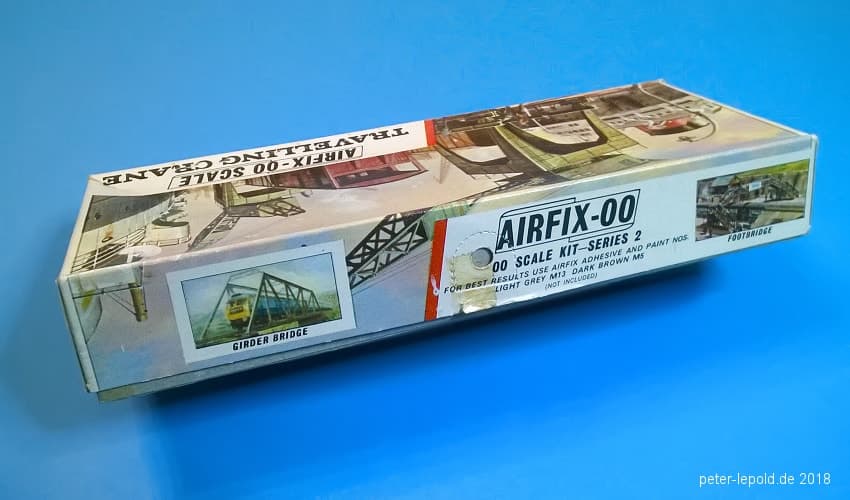 AIRFIX-00 SCALE
TRAVELLING CRANE
AIRFIX-00
00 SCALE KIT—SERIES 2
FOR BEST RESULTS USE AIRFIX ADHESIVE AND PAINT NOS.
LIGHT GREY M13 DARK BROWN M5
(NOT INCLUDED)
GIRDER BRIDGE
FOOTBRIDGE
peter-lepold.de 2018